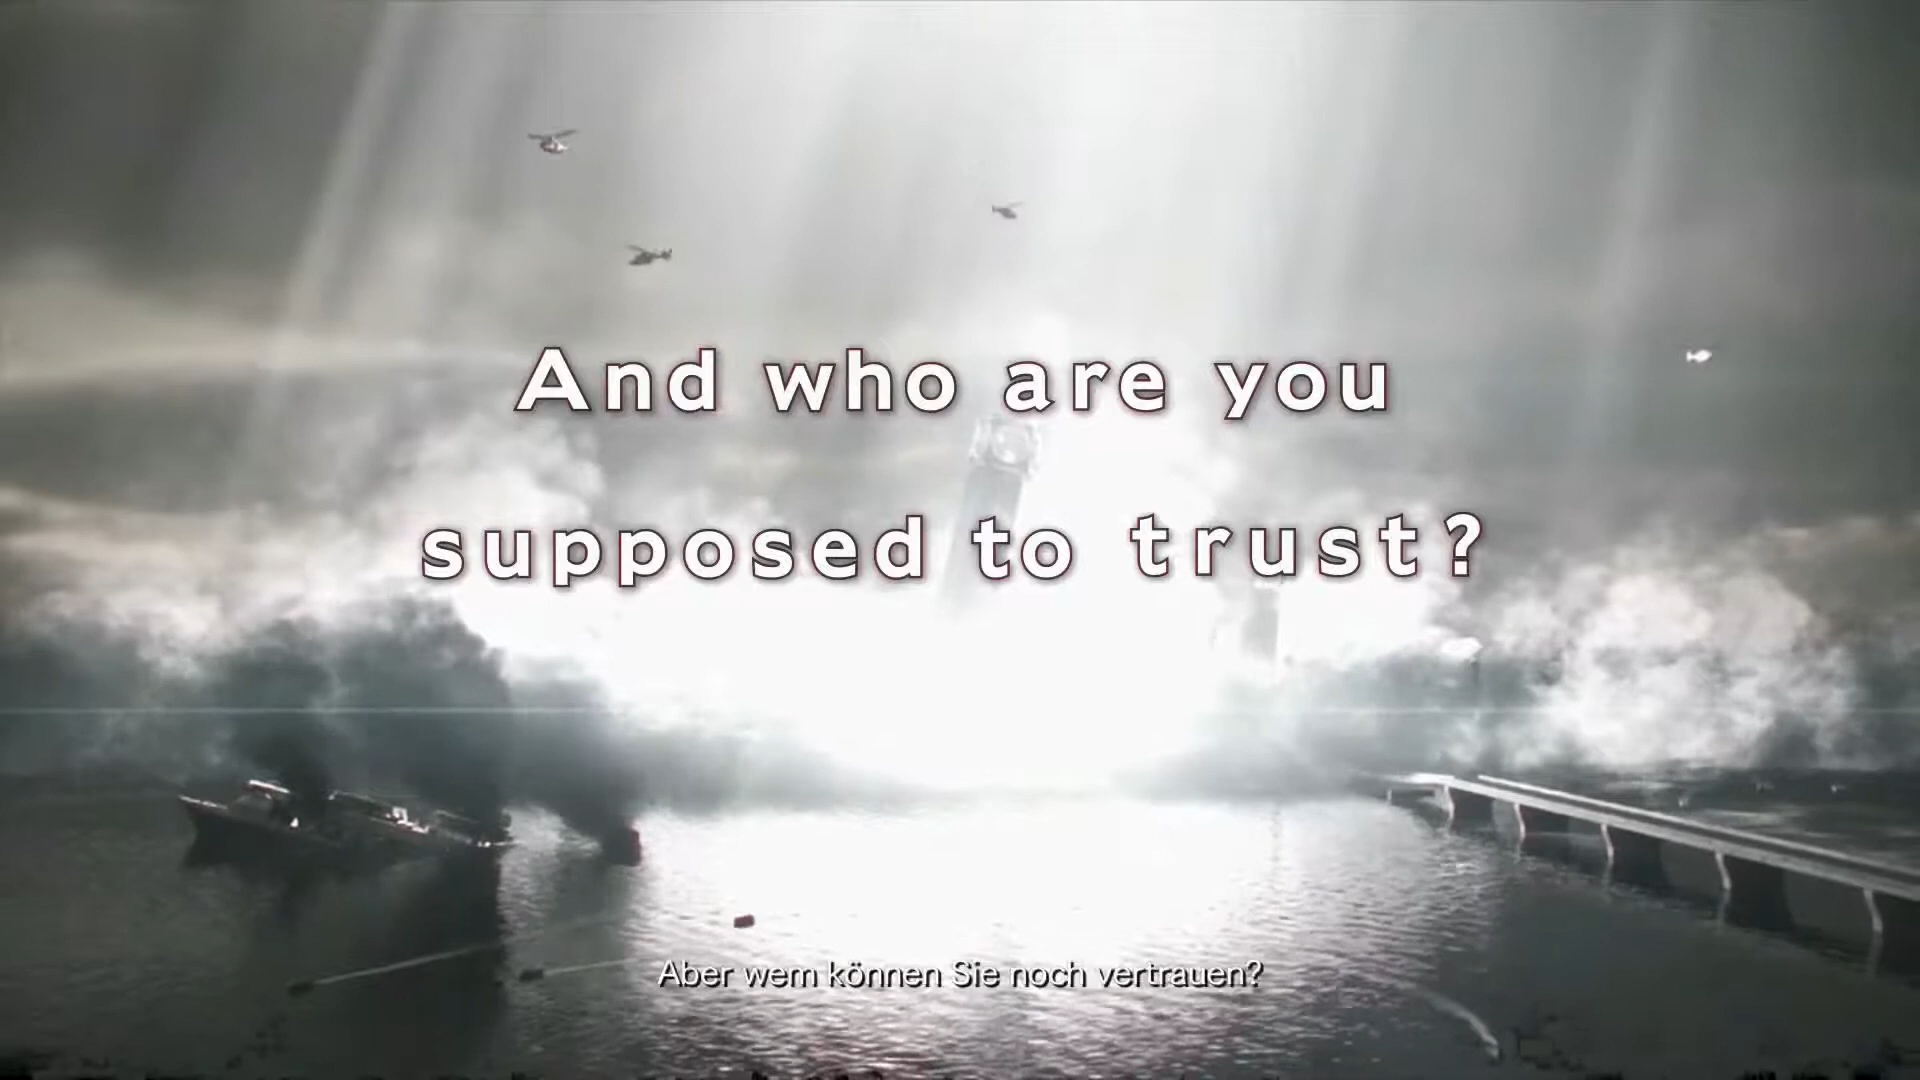 And who are you
supposed to trust?
Aber wem können Sie noch vertrauen?